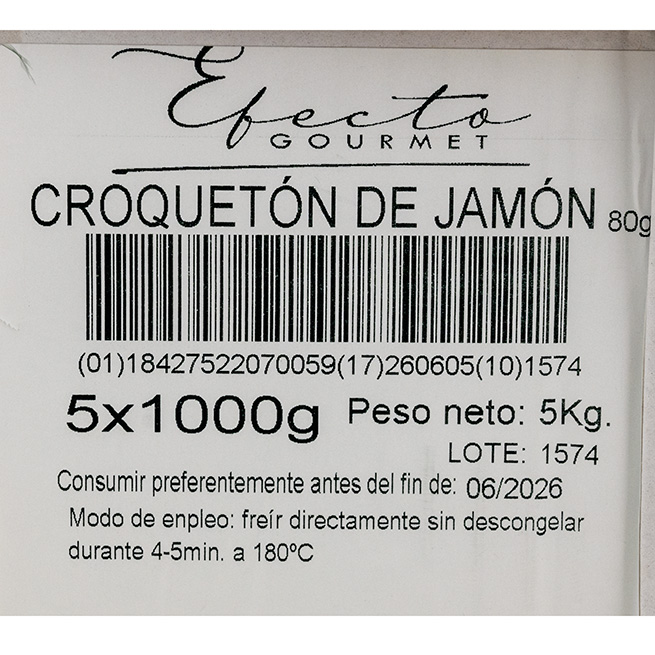 Efecto
GOURMET
CROQUETÓN DE JAMÓN 80g
(01)18427522070059(17)260605(10)1574
5x1000g Peso neto: 5Kg.
LOTE: 1574
Consumir preferentemente antes del fin de: 06/2026
Modo de enpleo: freír directamente sin descongelar
durante 4-5min. a 180ºC